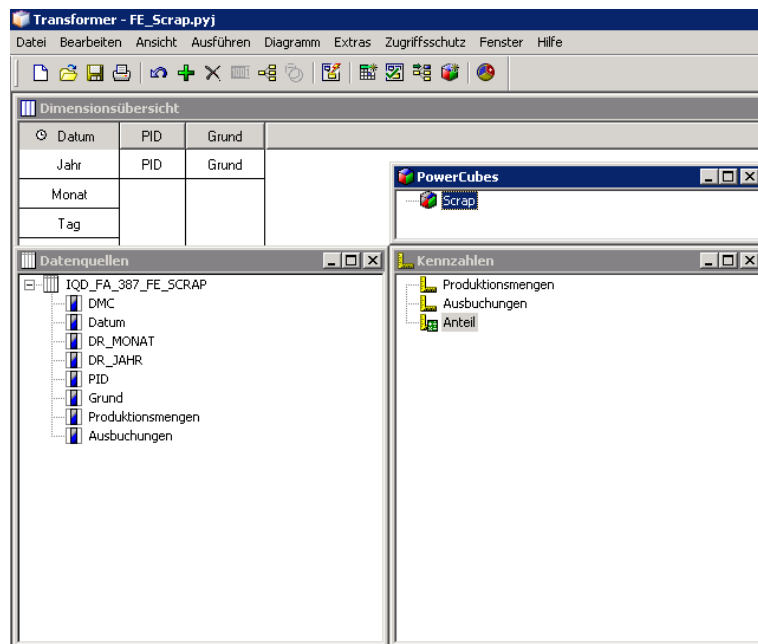 Transformer - FE_Scrap.pyj
Datei Bearbeiten Ansicht Ausführen Diagramm Extras Zugriffsschutz Fenster Hilfe
Dimensionsübersicht
Datum PID Grund
Jahr PID Grund
Monat
Tag
PowerCubes
Scrap
Datenquellen
IQD_FA_387_FE_SCRAP
DMC
Datum
DR_MONAT
DR_JAHR
PID
Grund
Produktionsmengen
Ausbuchungen
Kennzahlen
Produktionsmengen
Ausbuchungen
Anteil